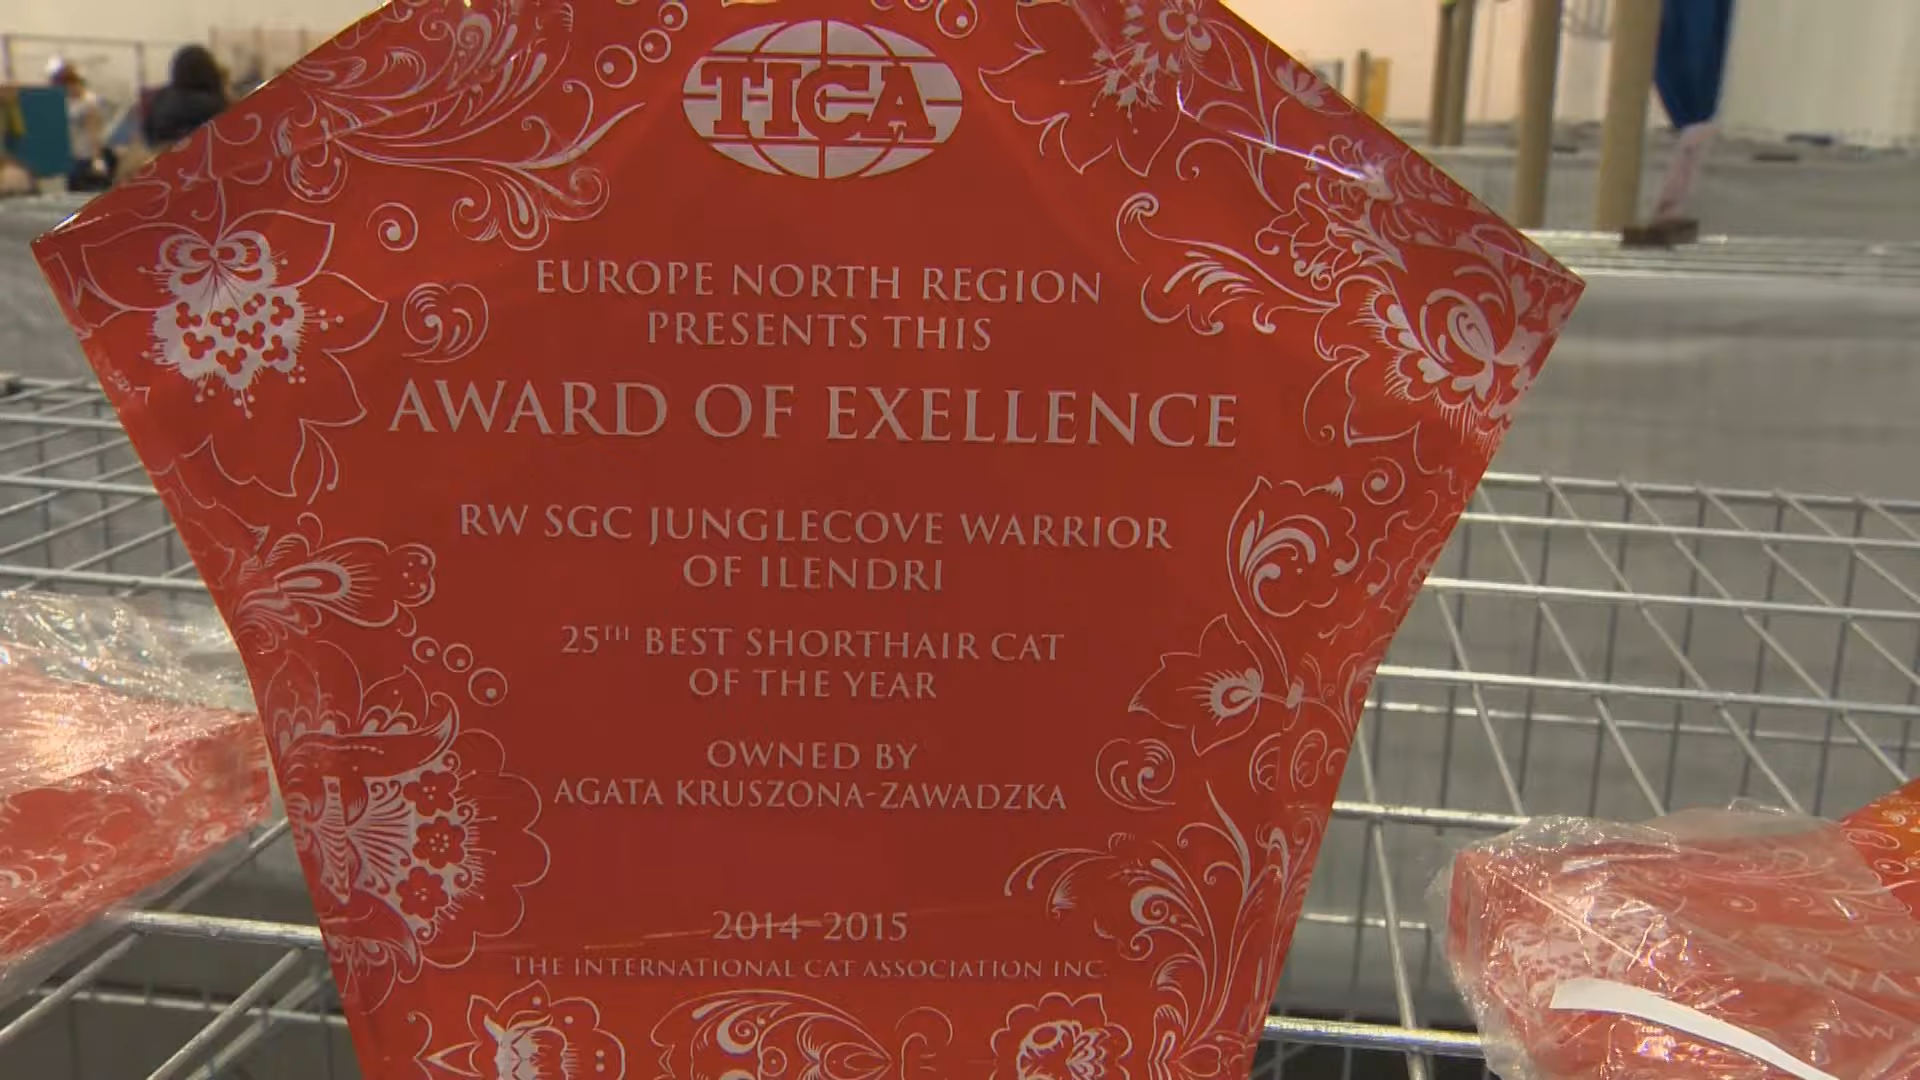 TICA
EUROPE NORTH REGION
PRESENTS THIS
AWARD OF EXELLENCE
RW SGC JUNGLECOVE WARRIOR
OF ILENDRI
25TH BEST SHORTHAIR CAT
OF THE YEAR
OWNED BY
AGATA KRUSZONA-ZAWADZKA
2014-2015
THE INTERNATIONAL CAT ASSOCIATION INC.